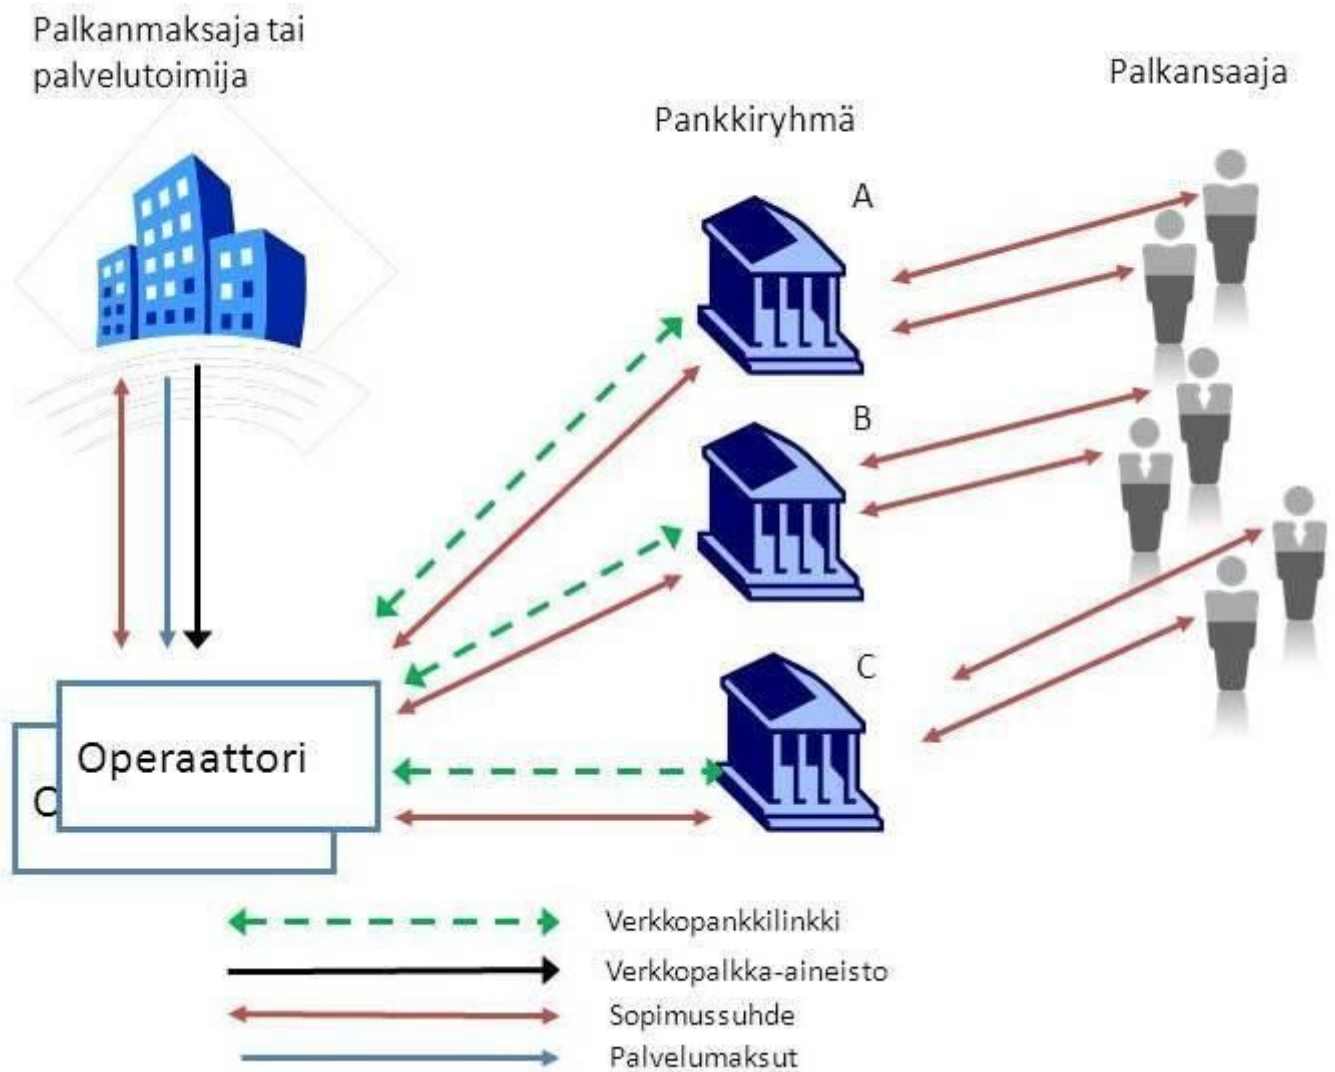 Palkanmaksaja tai
palvelutoimija
Pankkiryhmä
Palkansaaja
A
B
C
Operaattori
O
Verkkopankkilinkki
Verkkopalkka-aineisto
Sopimussuhde
Palvelumaksut